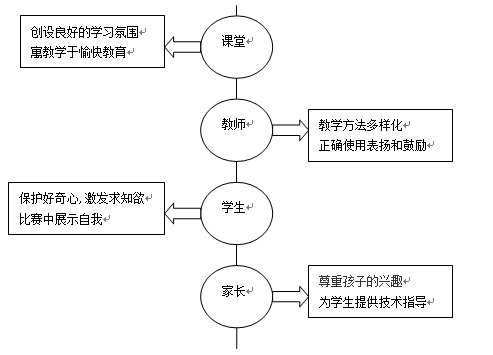 创设良好的学习氛围
寓教学于愉快教育
课堂
教师
教学方法多样化
正确使用表扬和鼓励
保护好奇心,激发求知欲
比赛中展示自我
学生
家长
尊重孩子的兴趣
为学生提供技术指导